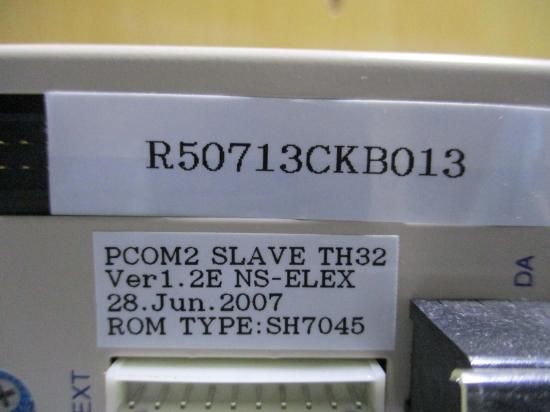 R50713CKB013
PCOM2 SLAVE TH32
Ver1.2E NS-ELEX
28.Jun.2007
ROM TYPE:SH7045
DA
EXT